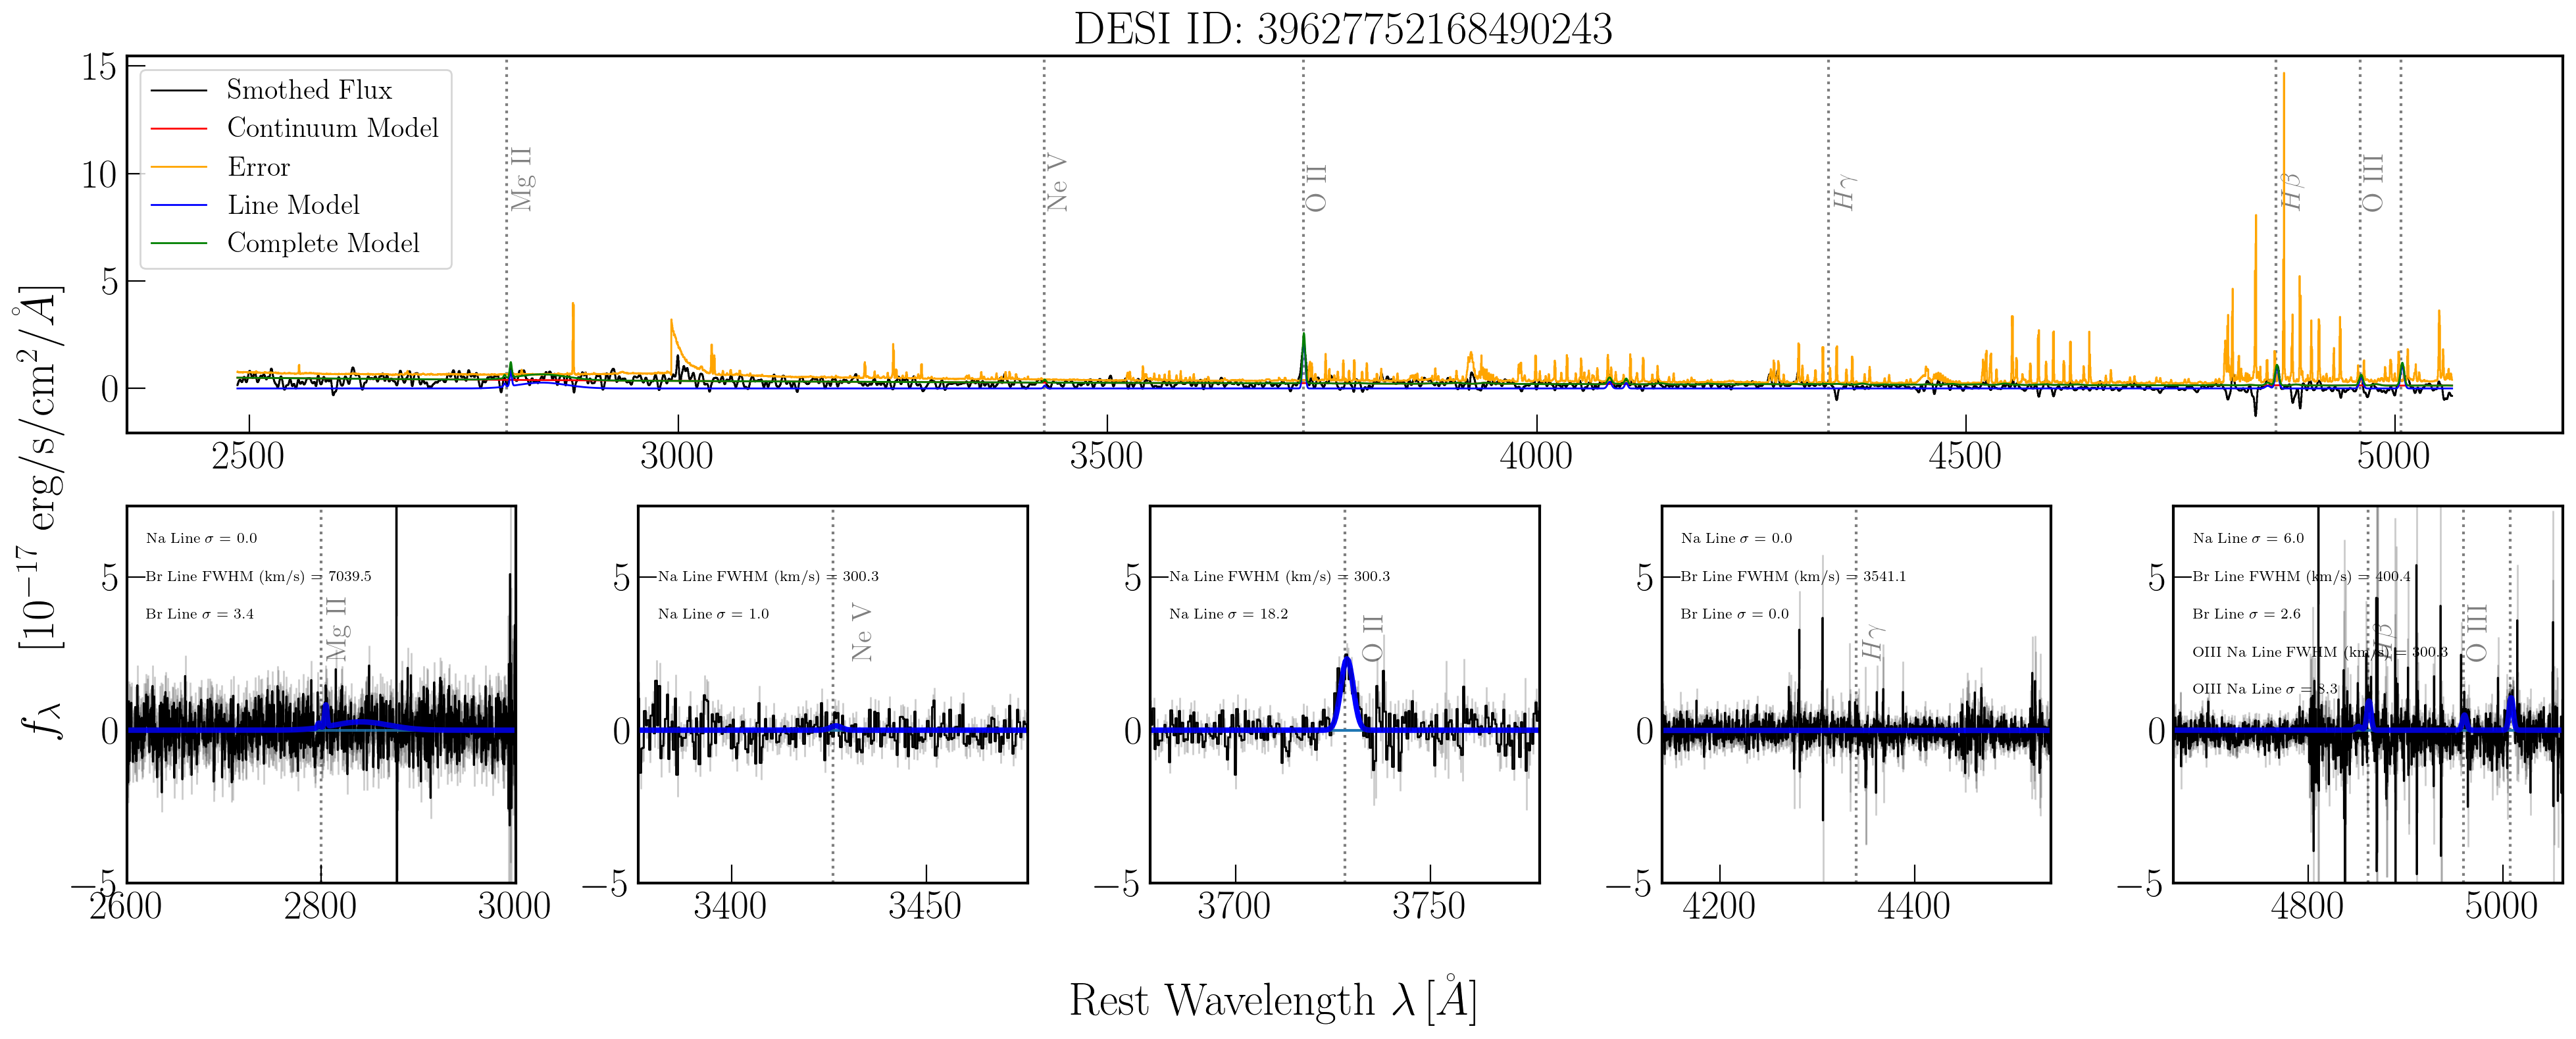 DESI ID: 39627752168490243
15
10
5
0
Smothed Flux
Continuum Model
Error
Line Model
Complete Model
Mg II
Ne V
O II
Hγ
Hβ
O III
2500
3000
3500
4000
4500
5000
f_λ [10^{-17} erg/s/cm^2/Å]
Na Line σ = 0.0
Br Line FWHM (km/s) = 7039.5
Br Line σ = 3.4
Mg II
5
0
−5
2600
2800
3000
Na Line FWHM (km/s) = 300.3
Na Line σ = 1.0
Ne V
5
0
−5
3400
3450
Na Line FWHM (km/s) = 300.3
Na Line σ = 18.2
O II
5
0
−5
3700
3750
Na Line σ = 0.0
Br Line FWHM (km/s) = 3541.1
Br Line σ = 0.0
Hγ
5
0
−5
4200
4400
Na Line σ = 6.0
Br Line FWHM (km/s) = 400.4
Br Line σ = 2.6
OIII Na Line FWHM (km/s) = 300.3
OIII Na Line σ = 8.3
Hβ
O III
5
0
−5
4800
5000
Rest Wavelength λ [Å]